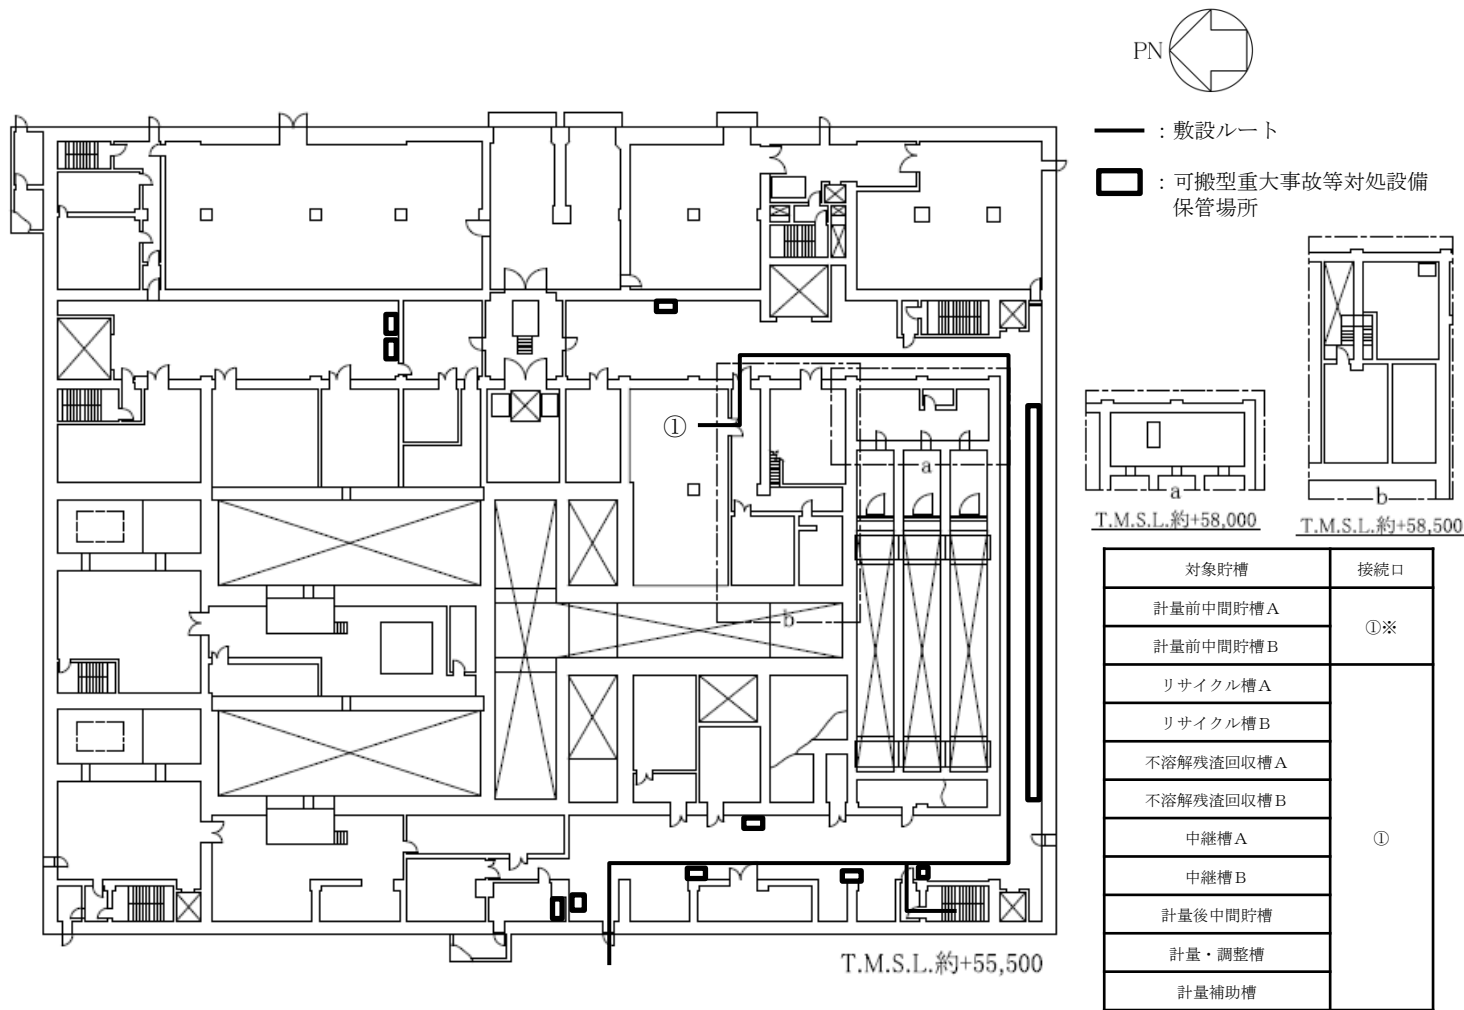 PN
：敷設ルート
：可搬型重大事故等対処設備
保管場所
①
a
b
a
T.M.S.L.約+58,000
b
T.M.S.L.約+58,500
T.M.S.L.約+55,500
対象貯槽 接続口
計量前中間貯槽A ①※
計量前中間貯槽B
リサイクル槽A ①
リサイクル槽B
不溶解残渣回収槽A
不溶解残渣回収槽B
中継槽A
中継槽B
計量後中間貯槽
計量・調整槽
計量補助槽